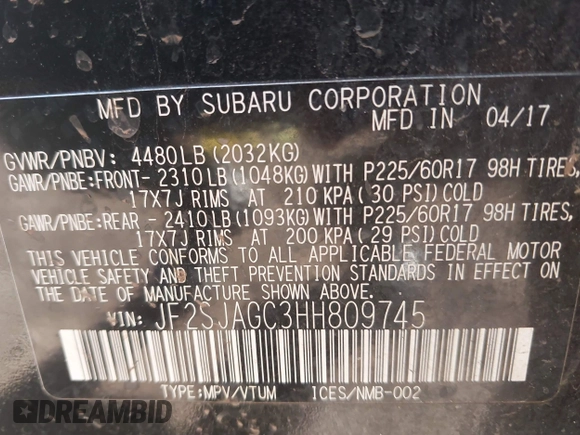 MFD BY SUBARU CORPORATION
MFD IN 04/17
GVWR/PNBV: 4480LB(2032KG)
GAWR/PNBE:FRONT- 2310LB(1048KG)WITH P225/60R17 98H TIRES,
17X7J RIMS AT 210 KPA(30 PSI)COLD
GAWR/PNBE:REAR - 2410LB(1093KG)WITH P225/60R17 98H TIRES,
17X7J RIMS AT 200 KPA(29 PSI)COLD
THIS VEHICLE CONFORMS TO ALL APPLICABLE FEDERAL MOTOR
VEHICLE SAFETY AND THEFT PREVENTION STANDARDS IN EFFECT ON
THE DATE OF MANUFACTURE SHOWN ABOVE.
VIN: JF2SJAGC3HH809745
TYPE:MPV/VTUM ICES/NMB-002
DREAMBID